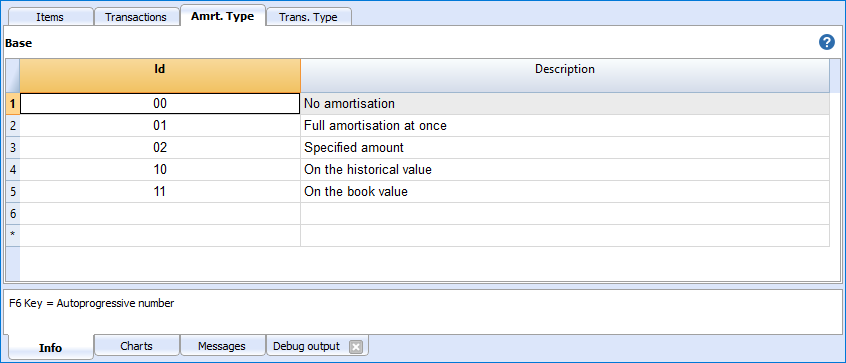 Items Transactions Amrt. Type Trans. Type
Base ?
Id Description
1 00 No amortisation
2 01 Full amortisation at once
3 02 Specified amount
4 10 On the historical value
5 11 On the book value
6
*
F6 Key = Autoprogressive number
Info Charts Messages Debug output